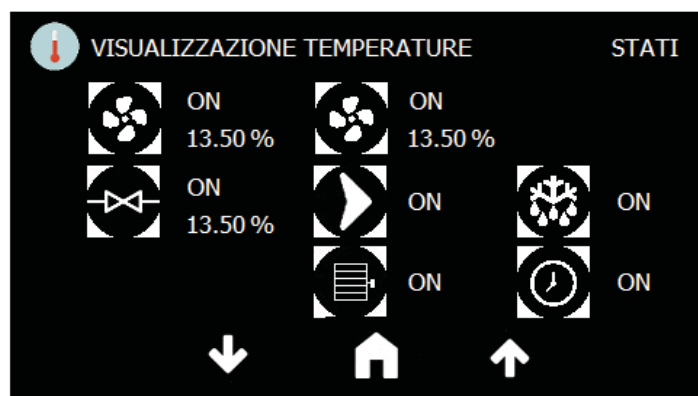 VISUALIZZAZIONE TEMPERATURE STATI
ON ON
13.50 % 13.50 %
ON
13.50 % ON ON
ON ON